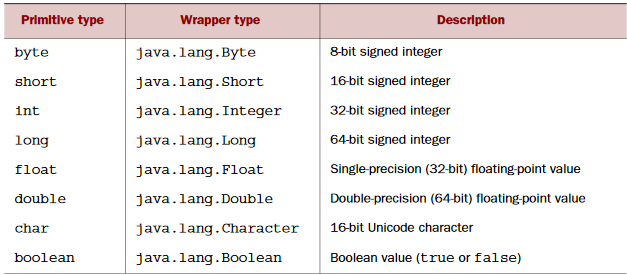 Primitive type Wrapper type Description
byte java.lang.Byte 8-bit signed integer
short java.lang.Short 16-bit signed integer
int java.lang.Integer 32-bit signed integer
long java.lang.Long 64-bit signed integer
float java.lang.Float Single-precision (32-bit) floating-point value
double java.lang.Double Double-precision (64-bit) floating-point value
char java.lang.Character 16-bit Unicode character
boolean java.lang.Boolean Boolean value (true or false)